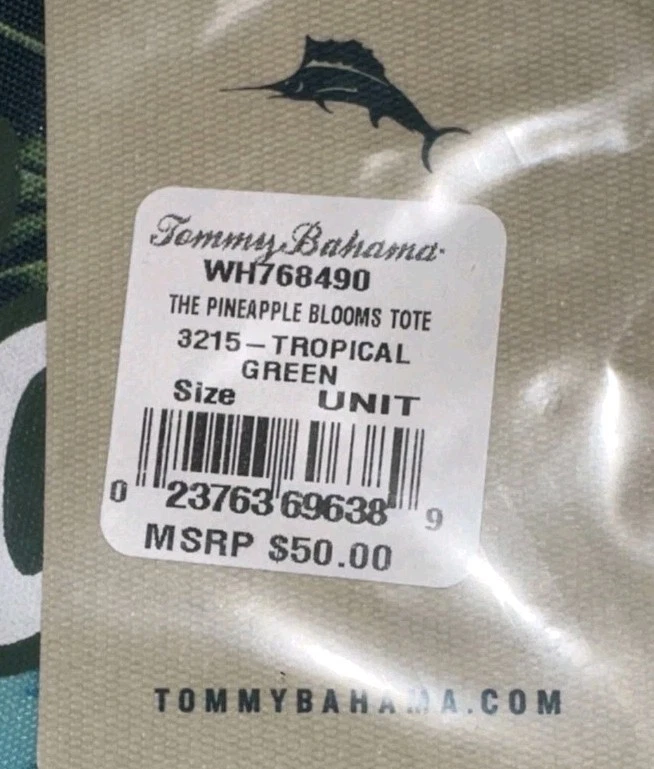 Tommy Bahama
WH768490
THE PINEAPPLE BLOOMS TOTE
3215-TROPICAL
GREEN
Size UNIT
0 23763 69638 9
MSRP $50.00
TOMMYBAHAMA.COM